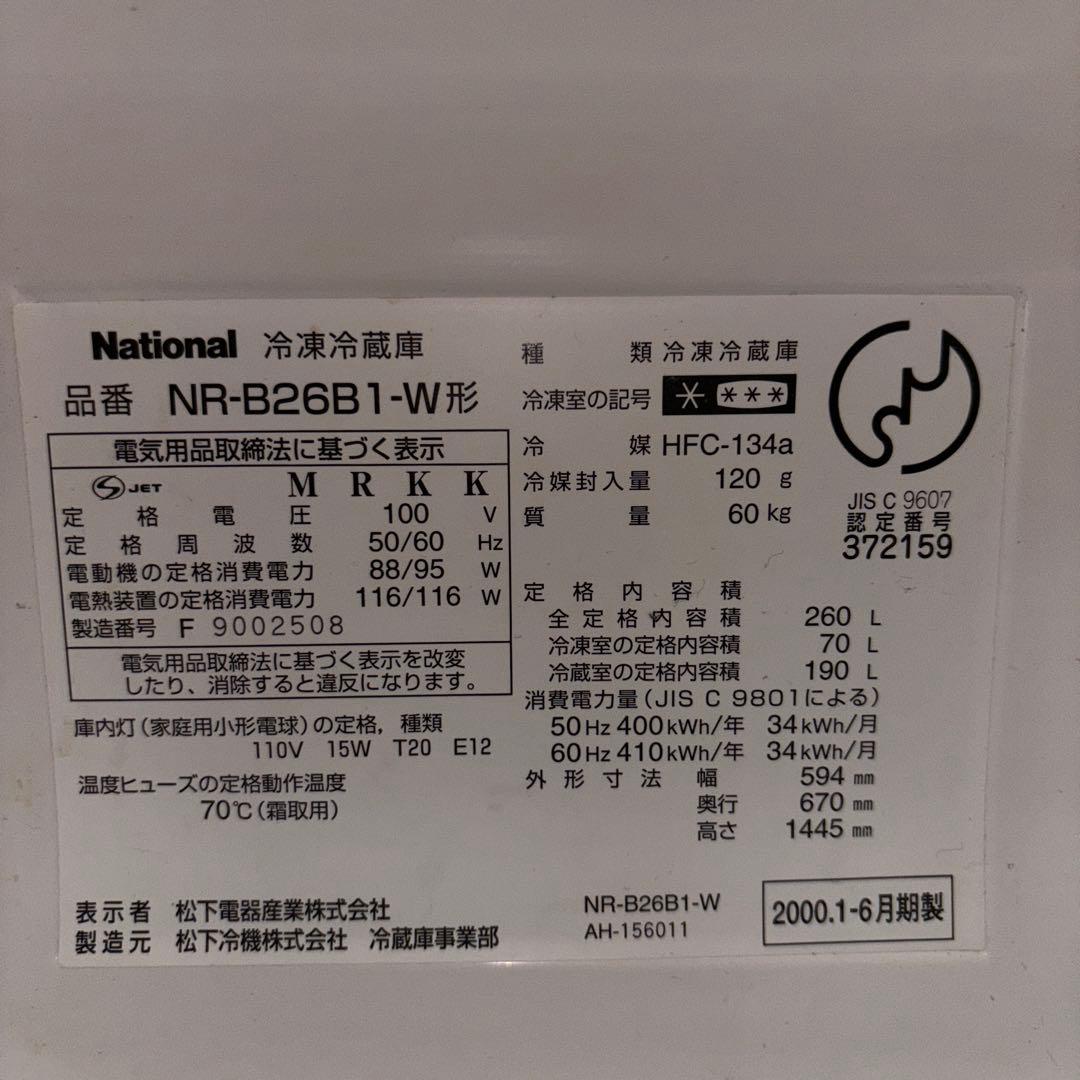 National 冷凍冷蔵庫
品番 NR-B26B1-W形
電気用品取締法に基づく表示
S JET M R K K
定格電圧 100 V
定格周波数 50/60 Hz
電動機の定格消費電力 88/95 W
電熱装置の定格消費電力 116/116 W
製造番号 F 9002508
電気用品取締法に基づく表示を改変
したり、消除すると違反になります。
庫内灯(家庭用小形電球)の定格,種類
110V 15W T20 E12
温度ヒューズの定格動作温度
70℃(霜取用)
種類 冷凍冷蔵庫
冷凍室の記号 * ***
冷媒 HFC-134a
冷媒封入量 120 g
質量 60 kg
JIS C 9607
認定番号
372159
定格内容積
全定格内容積 260 L
冷凍室の定格内容積 70 L
冷蔵室の定格内容積 190 L
消費電力量(JIS C 9801による)
50Hz 400kWh/年 34kWh/月
60Hz 410kWh/年 34kWh/月
外形寸法 幅 594 mm
奥行 670 mm
高さ 1445 mm
表示者 松下電器産業株式会社
製造元 松下冷機株式会社 冷蔵庫事業部
NR-B26B1-W
AH-156011
2000.1-6月期製